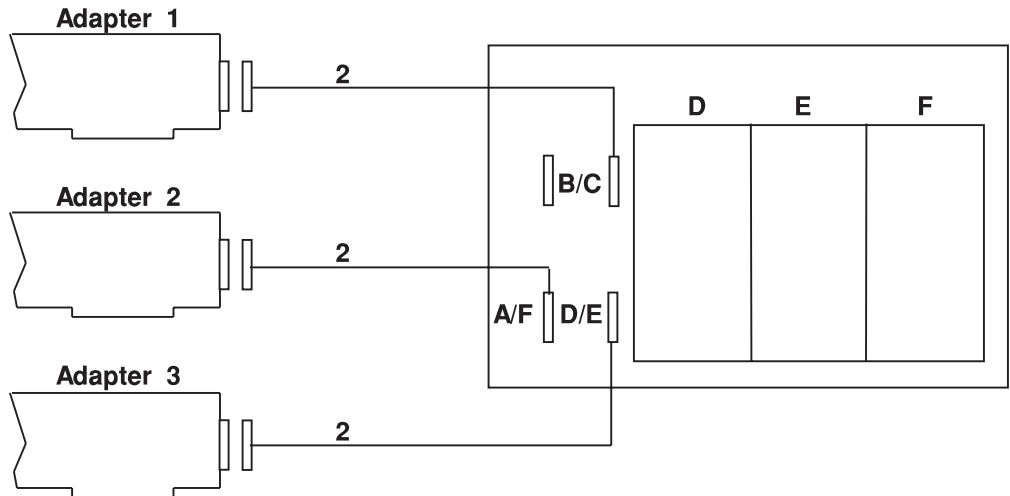 Adapter 1
2
D E F
B/C
Adapter 2
2
A/F D/E
Adapter 3
2